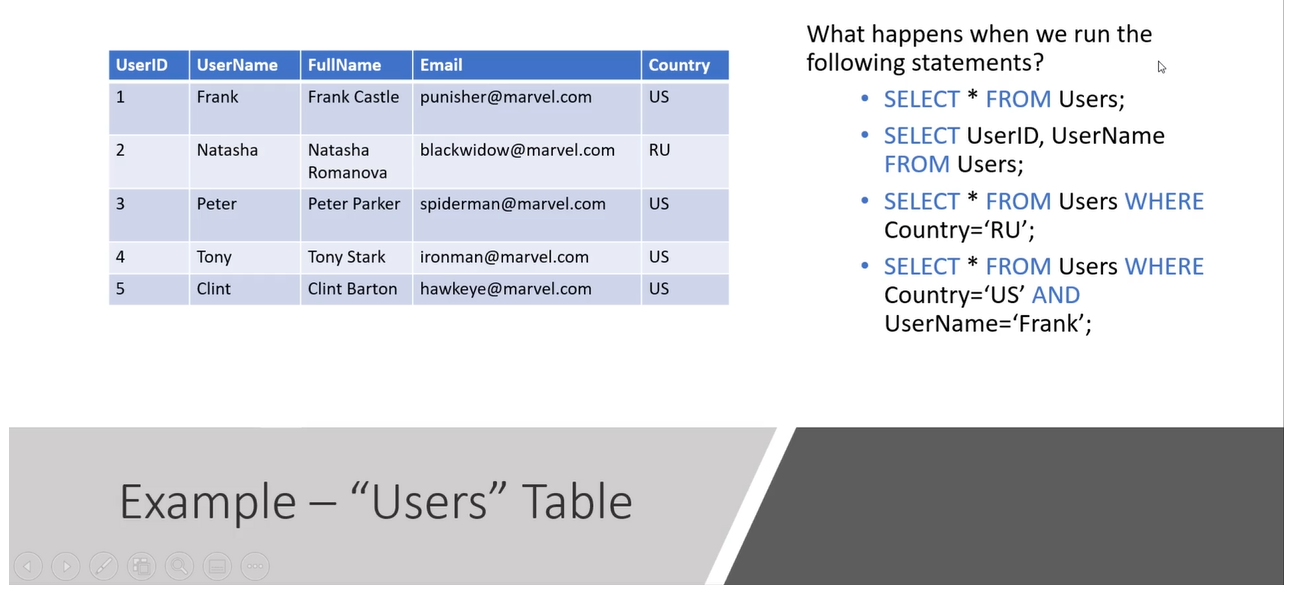 UserID UserName FullName Email Country
1 Frank Frank Castle punisher@marvel.com US
2 Natasha Natasha Romanova blackwidow@marvel.com RU
3 Peter Peter Parker spiderman@marvel.com US
4 Tony Tony Stark ironman@marvel.com US
5 Clint Clint Barton hawkeye@marvel.com US
What happens when we run the
following statements?
• SELECT * FROM Users;
• SELECT UserID, UserName
FROM Users;
• SELECT * FROM Users WHERE
Country=‘RU’;
• SELECT * FROM Users WHERE
Country=‘US’ AND
UserName=‘Frank’;
Example – “Users” Table